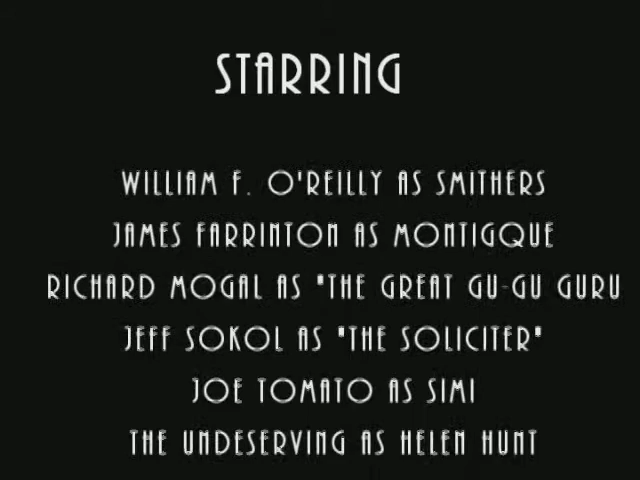 STARRING
WILLIAM F. O'REILLY AS SMITHERS
JAMES FARRINTON AS MONTIGQUE
RICHARD MOGAL AS "THE GREAT GU-GU GURU
JEFF SOKOL AS "THE SOLICITER"
JOE TOMATO AS SIMI
THE UNDESERVING AS HELEN HUNT